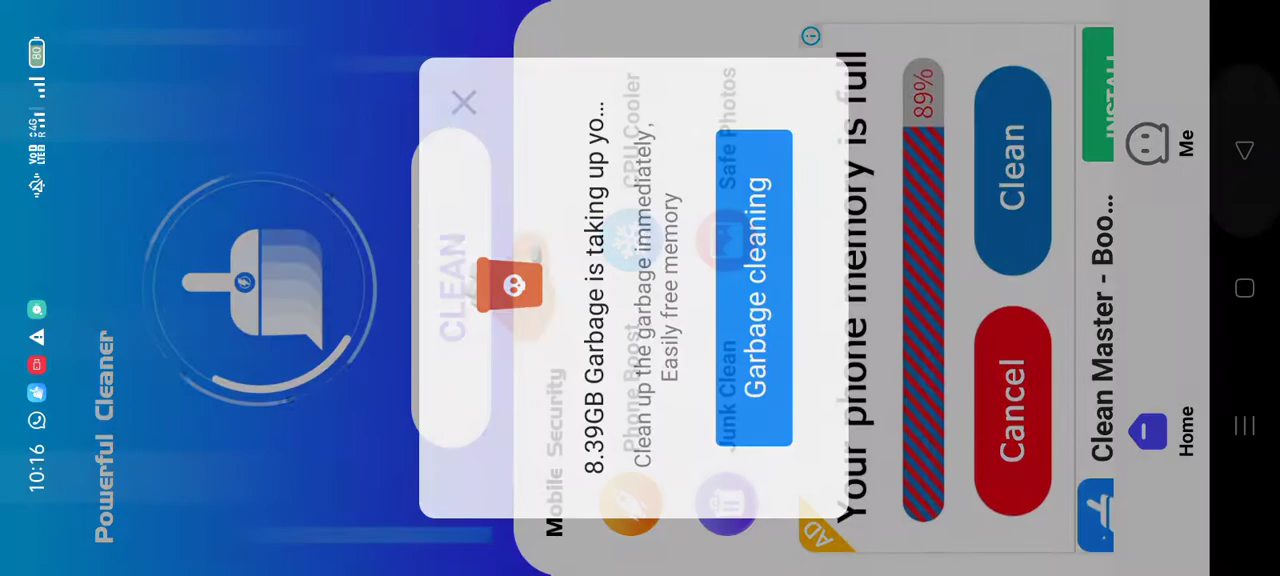 10:16
VoLTE 4G R 80
Powerful Cleaner
CLEAN
8.39GB Garbage is taking up yo...
Clean up the garbage immediately,
Easily free memory
Garbage cleaning
Mobile Security
Phone Boost CPU Cooler
Junk Clean Safe Photos
Your phone memory is full
89%
Cancel Clean
AD
Clean Master - Boo... INSTALL
Home Me